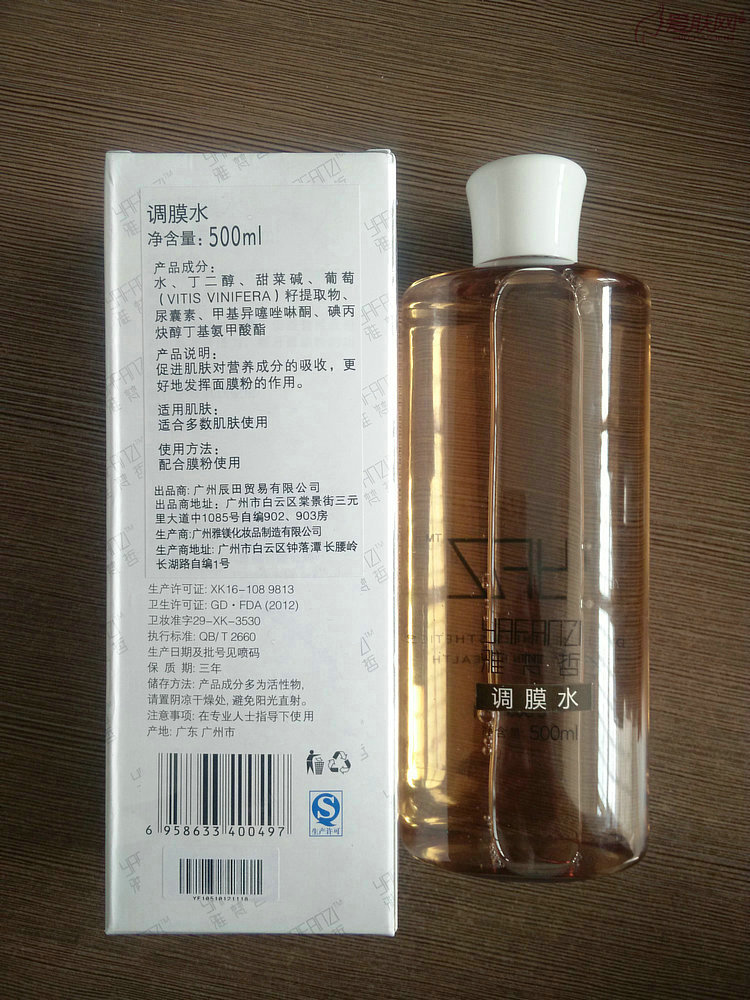 爱肤网
调膜水
净含量: 500ml
产品成分:
水、丁二醇、甜菜碱、葡萄
(VITIS VINIFERA)籽提取物、
尿囊素、甲基异噻唑啉酮、碘丙
炔醇丁基氨甲酸酯
产品说明:
促进肌肤对营养成分的吸收，更
好地发挥面膜粉的作用。
适用肌肤:
适合多数肌肤使用
使用方法:
配合膜粉使用
出品商: 广州辰田贸易有限公司
出品商地址: 广州市白云区棠景街三元
里大道中1085号自编902、903房
生产商:广州雅镁化妆品制造有限公司
生产商地址: 广州市白云区钟落潭长腰岭
长湖路自编1号
生产许可证: XK16-108 9813
卫生许可证: GD·FDA (2012)
卫妆准字29-XK-3530
执行标准: QB/T 2660
生产日期及批号见喷码
保 质 期: 三年
储存方法: 产品成分多为活性物,
请置阴凉干燥处, 避免阳光直射。
注意事项: 在专业人士指导下使用
产地: 广东 广州市
6 958633 400497
生产许可
YF10510121118
YAFANZI
调膜水
500ml